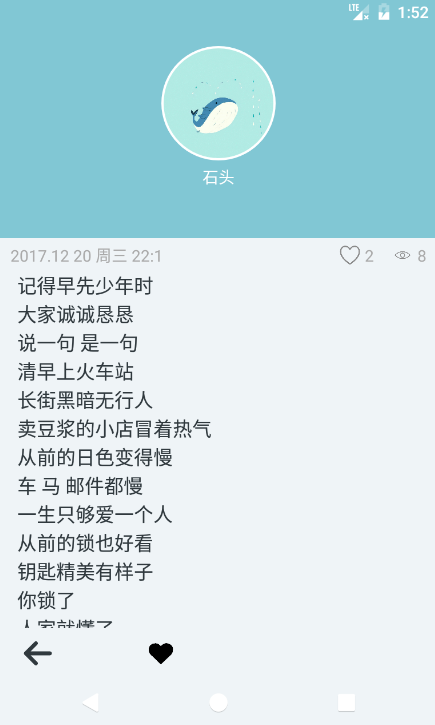 LTE
1:52
石头
2017.12 20 周三 22:1
2
8
记得早先少年时
大家诚诚恳恳
说一句 是一句
清早上火车站
长街黑暗无行人
卖豆浆的小店冒着热气
从前的日色变得慢
车 马 邮件都慢
一生只够爱一个人
从前的锁也好看
钥匙精美有样子
你锁了
人家就懂了